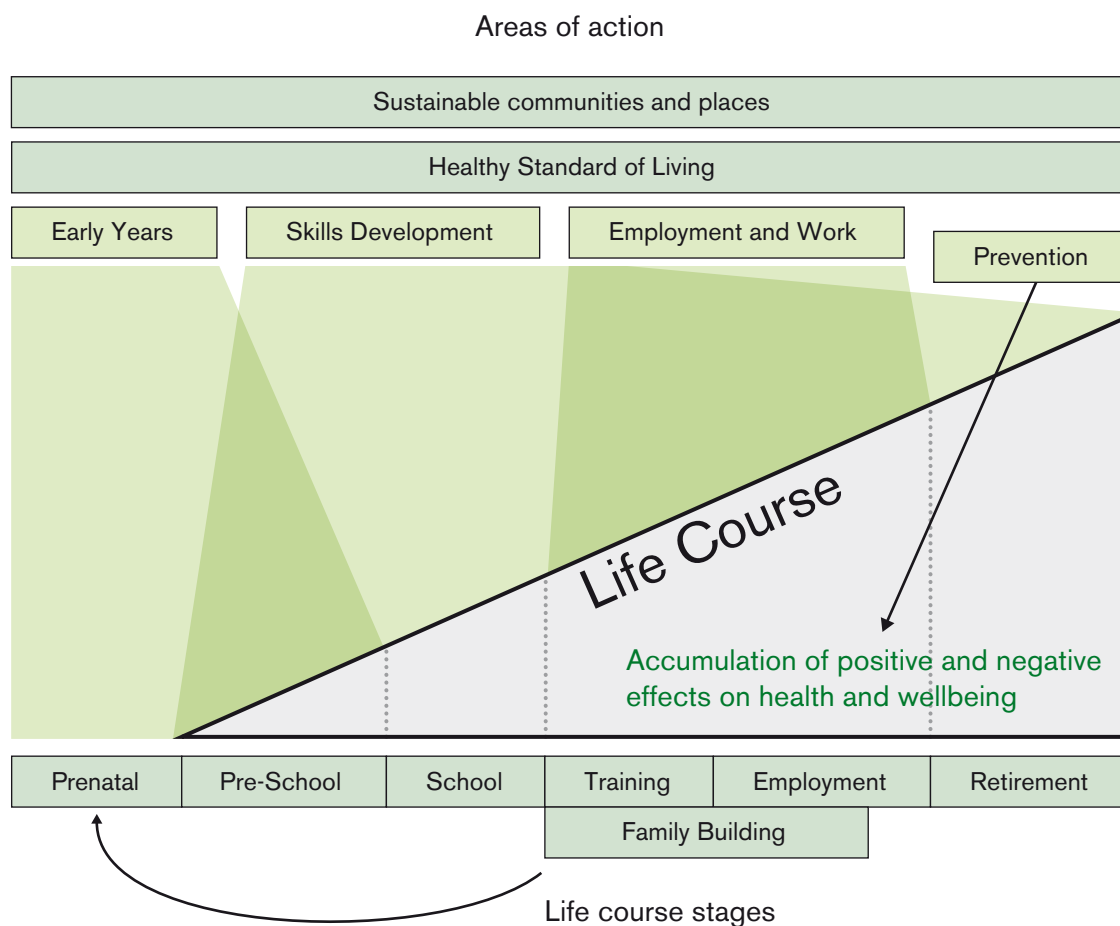 Areas of action
Sustainable communities and places
Healthy Standard of Living
Early Years
Skills Development
Employment and Work
Prevention
Life Course
Accumulation of positive and negative
effects on health and wellbeing
Prenatal
Pre-School
School
Training
Employment
Retirement
Family Building
Life course stages